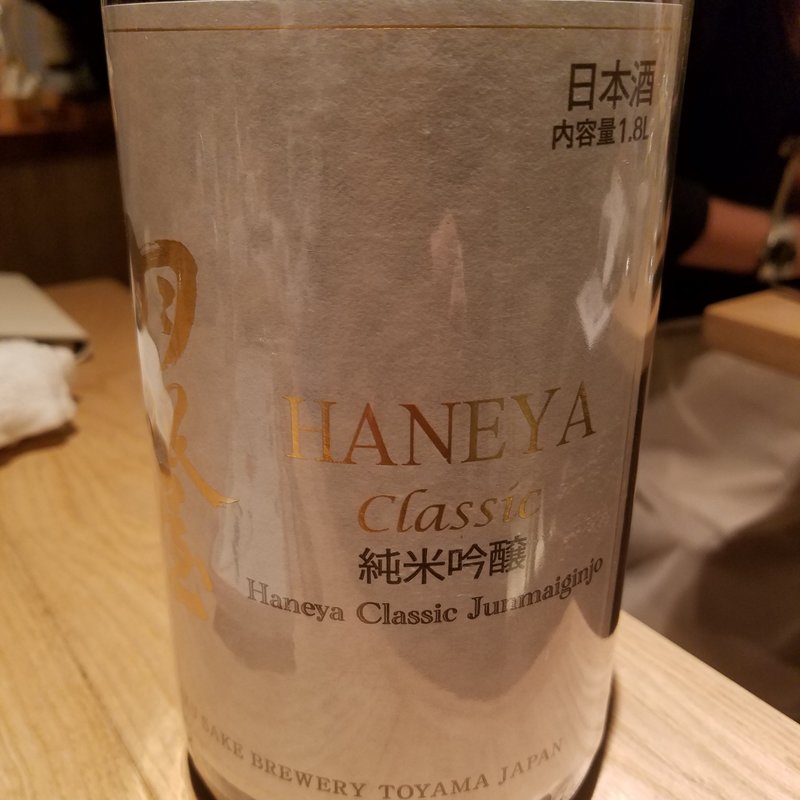 日本酒
内容量1.8L
HANEYA
Classic
純米吟醸
Haneya Classic Junmaiginjo
SAKE BREWERY TOYAMA JAPAN